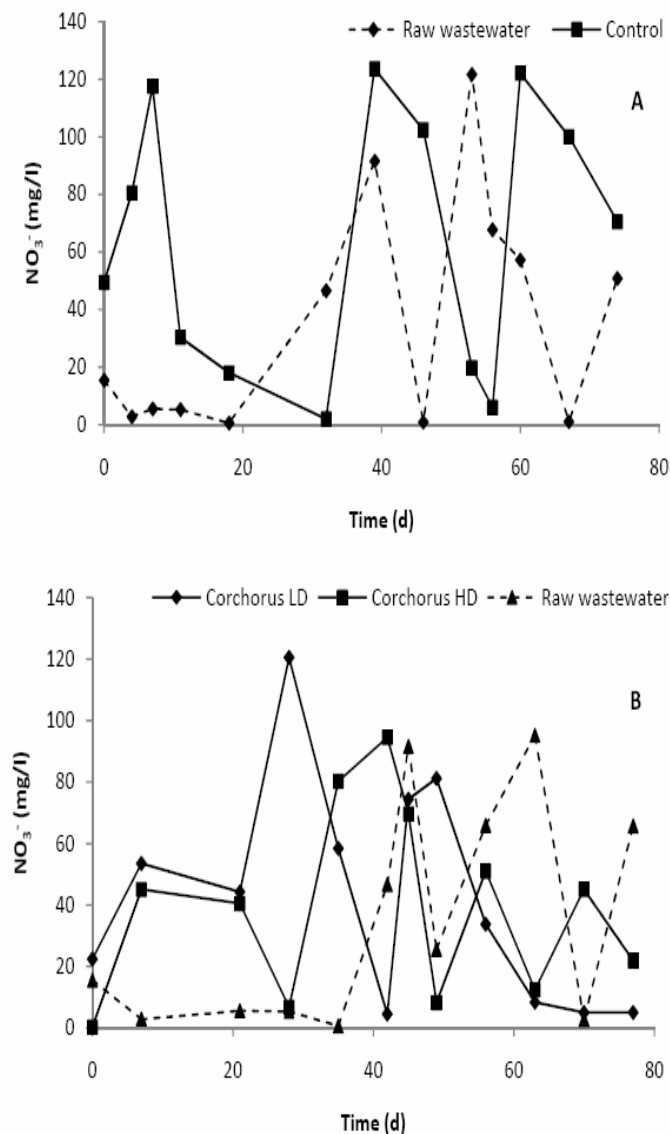 140
Raw wastewater Control
120
A
100
80
60
40
20
0
NO₃⁻ (mg/l)
0 20 40 60 80
Time (d)
140
Corchorus LD Corchorus HD Raw wastewater
120
B
100
80
60
40
20
0
NO₃⁻ (mg/l)
0 20 40 60 80
Time (d)